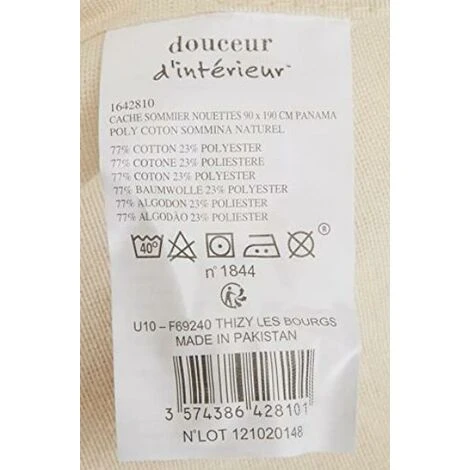 douceur
d'intérieur™
1642810
CACHE SOMMIER NOUETTES 90 x 190 CM PANAMA
POLY COTON SOMMINA NATUREL
77% COTTON 23% POLYESTER
77% COTONE 23% POLIESTERE
77% COTON 23% POLYESTER
77% BAUMWOLLE 23% POLYESTER
77% ALGODON 23% POLIESTER
77% ALGODÃO 23% POLIESTER
40° ®
n° 1844
U10 – F69240 THIZY LES BOURGS
MADE IN PAKISTAN
3 574386 428101
N°LOT 121020148